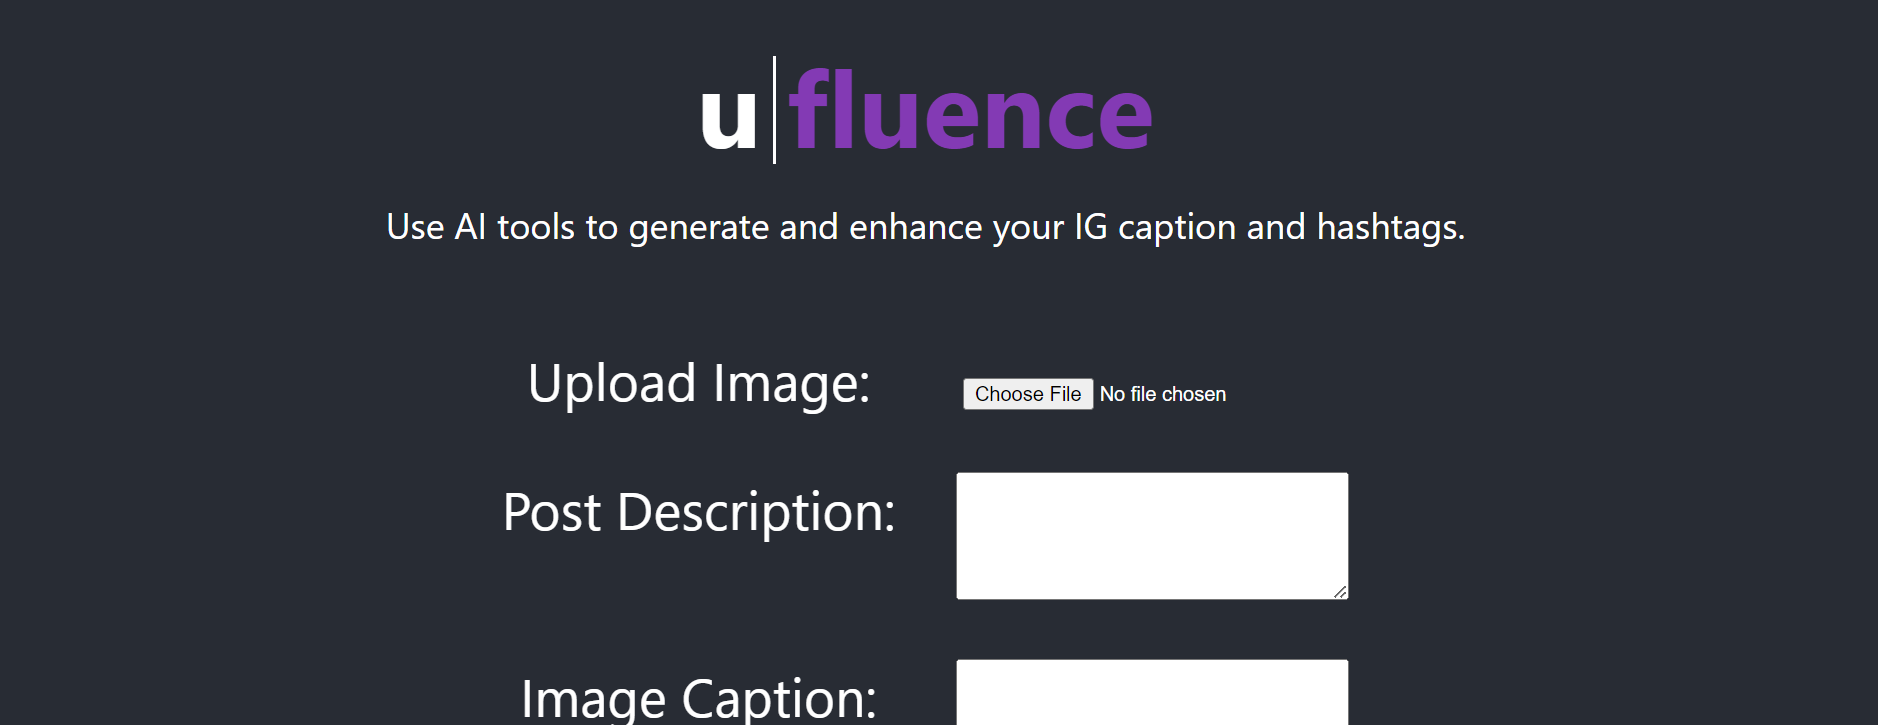 u|fluence
Use AI tools to generate and enhance your IG caption and hashtags.
Upload Image: Choose File No file chosen
Post Description:
Image Caption: